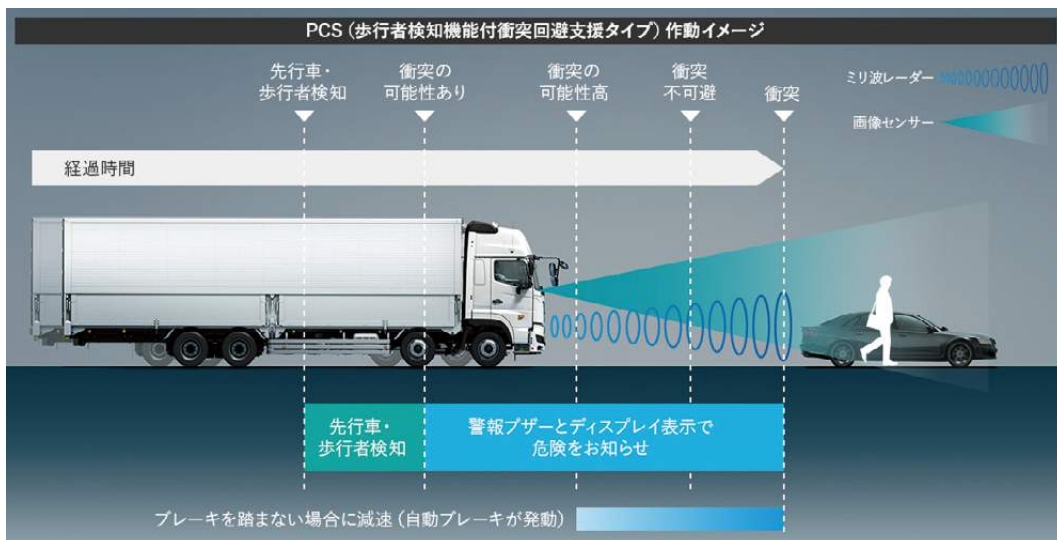 PCS（歩行者検知機能付衝突回避支援タイプ）作動イメージ
先行車・
歩行者検知
衝突の
可能性あり
衝突の
可能性高
衝突
不可避
衝突
ミリ波レーダー
画像センサー
経過時間
先行車・
歩行者検知
警報ブザーとディスプレイ表示で
危険をお知らせ
ブレーキを踏まない場合に減速（自動ブレーキが発動）